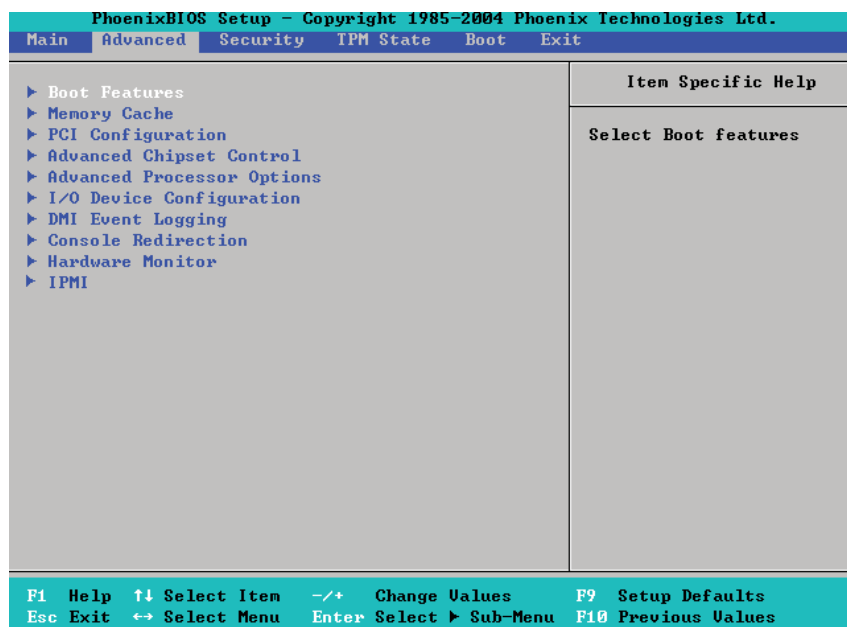 PhoenixBIOS Setup - Copyright 1985-2004 Phoenix Technologies Ltd.
Main Advanced Security TPM State Boot Exit
Item Specific Help
▶ Boot Features
▶ Memory Cache
▶ PCI Configuration
Select Boot features
▶ Advanced Chipset Control
▶ Advanced Processor Options
▶ I/O Device Configuration
▶ DMI Event Logging
▶ Console Redirection
▶ Hardware Monitor
▶ IPMI
F1 Help ↑↓ Select Item -/+ Change Values F9 Setup Defaults
Esc Exit ↔ Select Menu Enter Select ▶ Sub-Menu F10 Previous Values